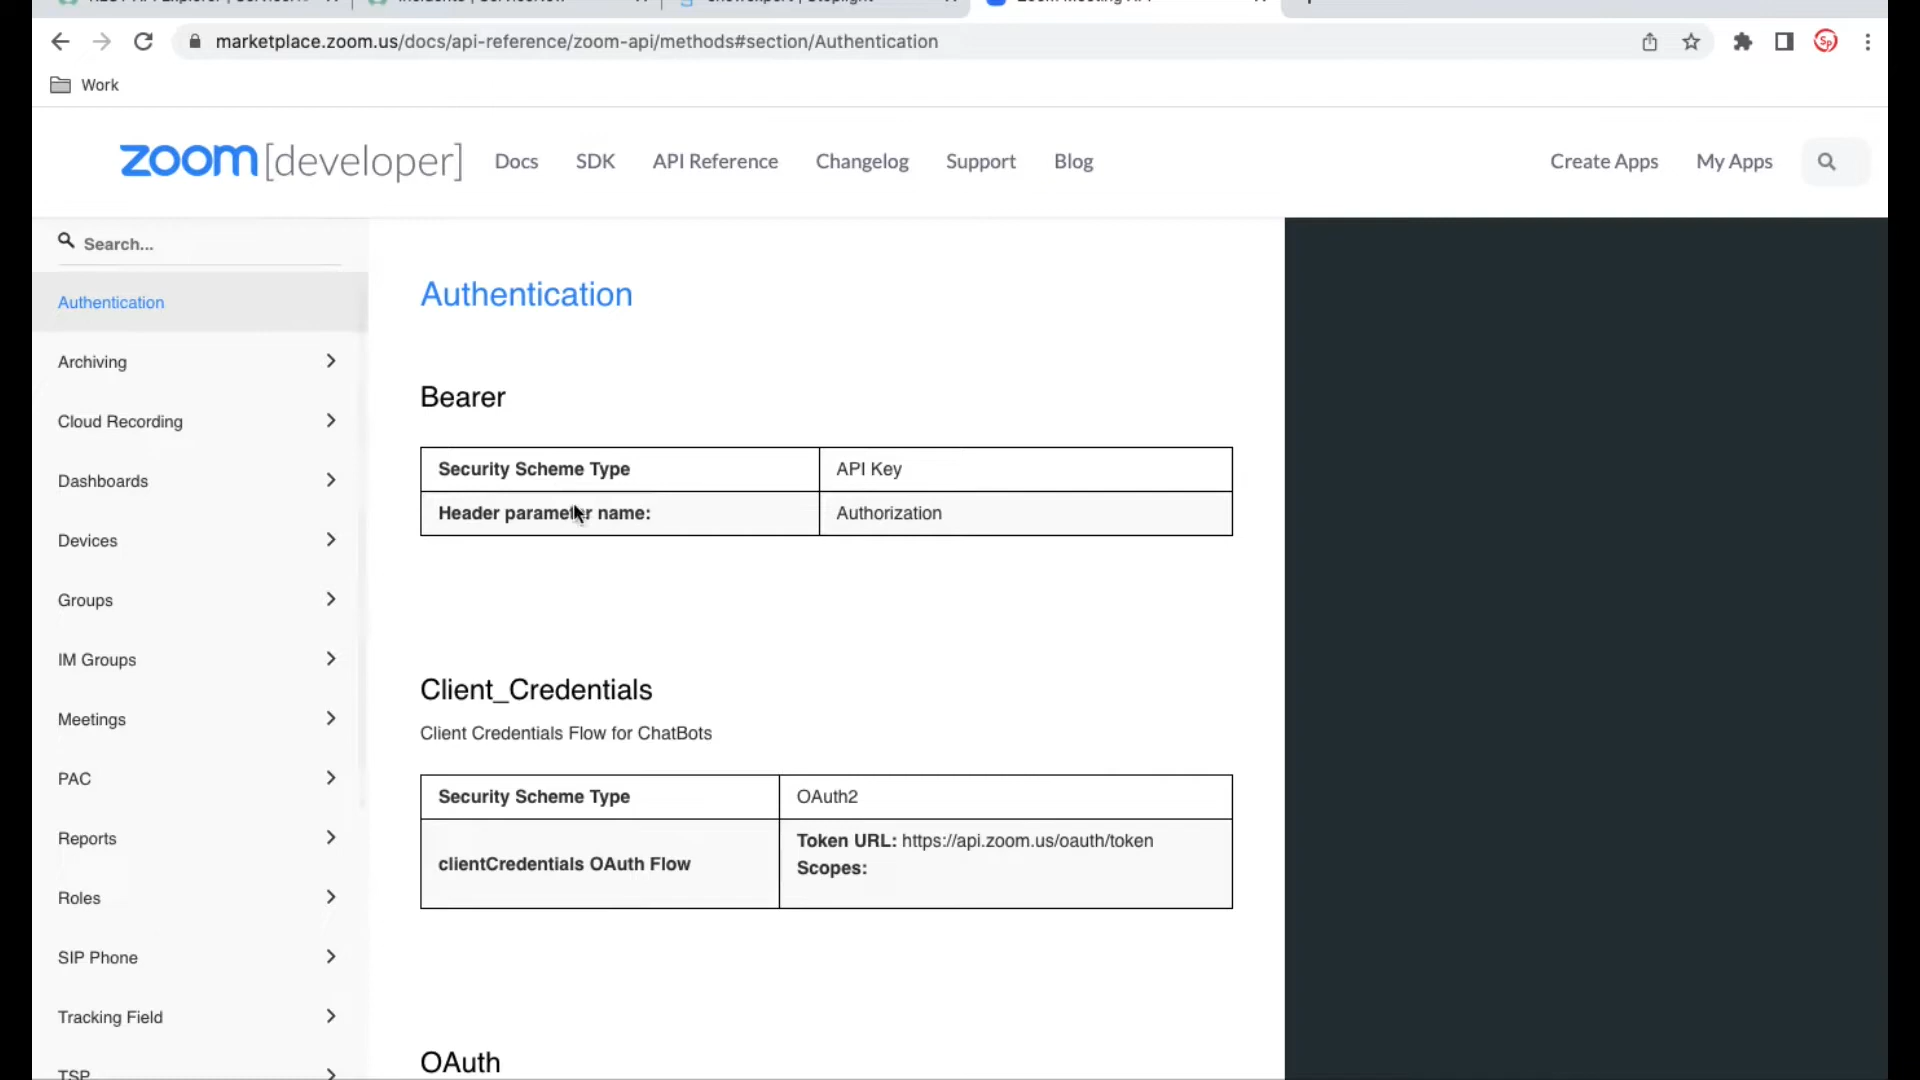 marketplace.zoom.us/docs/api-reference/zoom-api/methods#section/Authentication
Work
zoom[developer]
Docs
SDK
API Reference
Changelog
Support
Blog
Create Apps
My Apps
Search...
Authentication
Archiving
Cloud Recording
Dashboards
Devices
Groups
IM Groups
Meetings
PAC
Reports
Roles
SIP Phone
Tracking Field
TSP
Authentication
Bearer
Security Scheme Type API Key
Header parameter name: Authorization
Client_Credentials
Client Credentials Flow for ChatBots
Security Scheme Type OAuth2
clientCredentials OAuth Flow
Token URL: https://api.zoom.us/oauth/token
Scopes:
OAuth